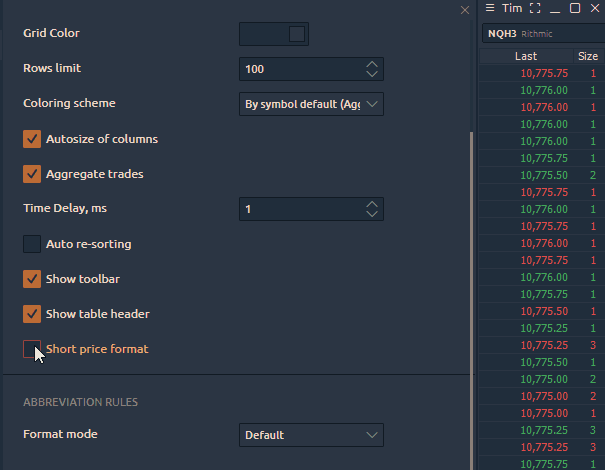 Grid Color
Rows limit
100
Coloring scheme
By symbol default (Agg
Autosize of columns
Aggregate trades
Time Delay, ms
1
Auto re-sorting
Show toolbar
Show table header
Short price format
ABBREVIATION RULES
Format mode
Default
Tim
NQH3 Rithmic
Last Size
10,775.75 1
10,776.00 1
10,776.00 1
10,776.00 1
10,776.00 1
10,775.75 1
10,775.50 2
10,775.75 1
10,776.00 1
10,775.75 1
10,776.00 1
10,775.75 1
10,776.00 1
10,775.75 1
10,775.50 1
10,775.25 1
10,775.25 3
10,775.50 1
10,775.00 2
10,775.00 2
10,775.00 1
10,775.25 3
10,775.25 3
10,775.75 1